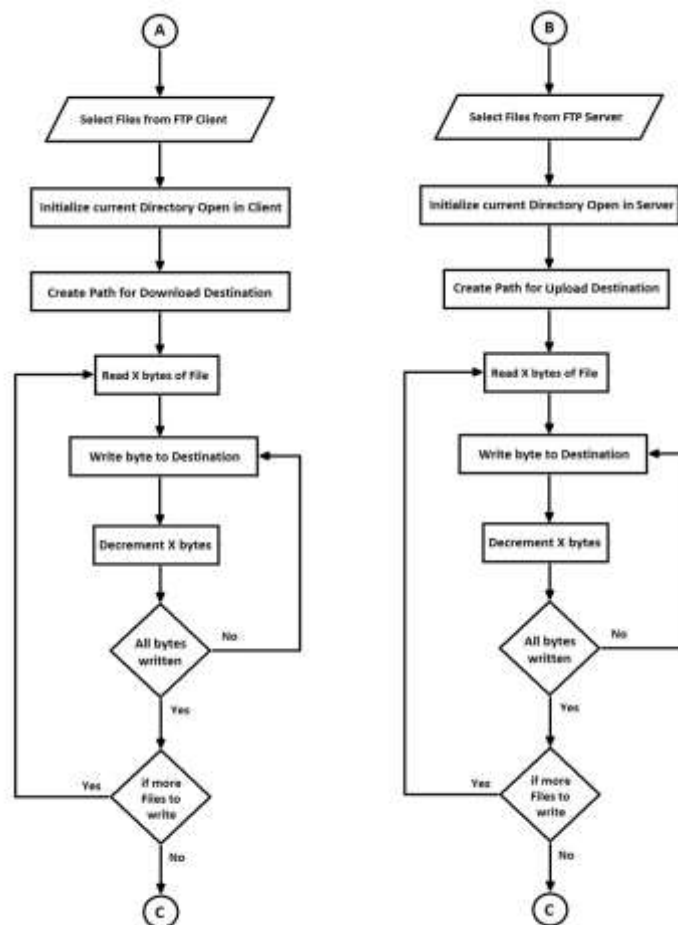 A
Select Files from FTP Client
Initialize current Directory Open in Client
Create Path for Download Destination
Read X bytes of File
Write byte to Destination
Decrement X bytes
All bytes
written
No
Yes
if more
Files to
write
Yes
No
C
B
Select Files from FTP Server
Initialize current Directory Open in Server
Create Path for Upload Destination
Read X bytes of File
Write byte to Destination
Decrement X bytes
All bytes
written
No
Yes
if more
Files to
write
Yes
No
C